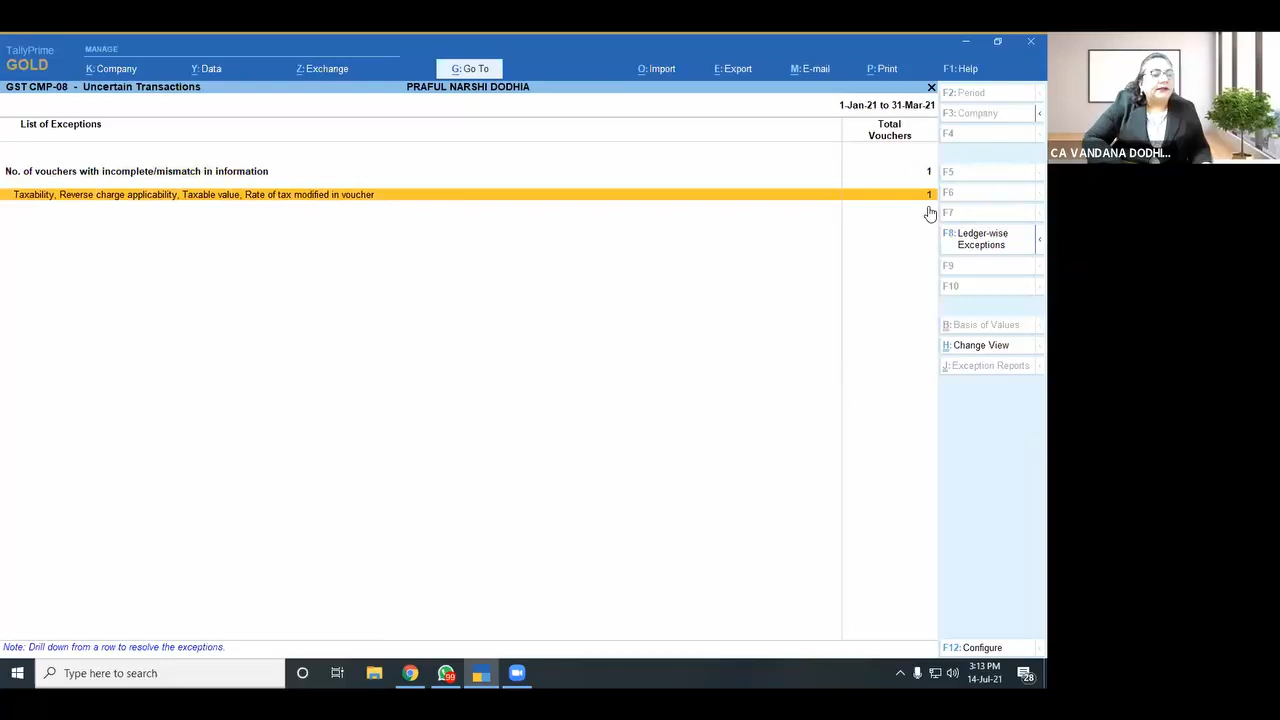 TallyPrime
GOLD
MANAGE
K: Company
Y: Data
Z: Exchange
G: Go To
O: Import
E: Export
M: E-mail
P: Print
F1: Help
GST CMP-08 - Uncertain Transactions
PRAFUL NARSHI DODHIA
1-Jan-21 to 31-Mar-21
List of Exceptions
Total
Vouchers
No. of vouchers with incomplete/mismatch in information
1
Taxability, Reverse charge applicability, Taxable value, Rate of tax modified in voucher
1
F2: Period
F3: Company
F4
F5
F6
F7
F8: Ledger-wise
Exceptions
F9
F10
B: Basis of Values
H: Change View
J: Exception Reports
F12: Configure
Note: Drill down from a row to resolve the exceptions.
CA VANDANA DODHI...
Type here to search
99
3:13 PM
14-Jul-21
28